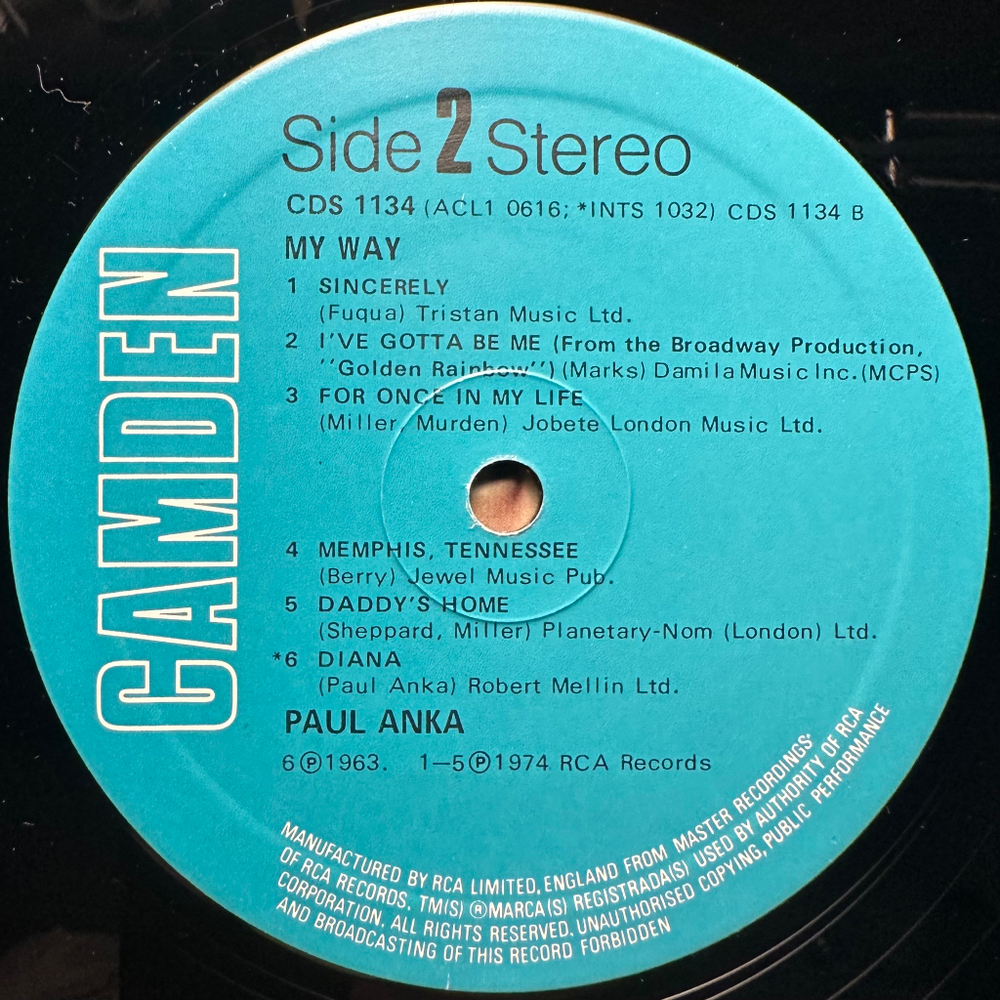 Side 2 Stereo
CDS 1134 (ACL1 0616; *INTS 1032) CDS 1134 B
MY WAY
1 SINCERELY
(Fuqua) Tristan Music Ltd.
2 I'VE GOTTA BE ME (From the Broadway Production,
''Golden Rainbow'') (Marks) Damila Music Inc. (MCPS)
3 FOR ONCE IN MY LIFE
(Miller, Murden) Jobete London Music Ltd.
4 MEMPHIS, TENNESSEE
(Berry) Jewel Music Pub.
5 DADDY'S HOME
(Sheppard, Miller) Planetary-Nom (London) Ltd.
*6 DIANA
(Paul Anka) Robert Mellin Ltd.
PAUL ANKA
6 ℗ 1963. 1—5 ℗ 1974 RCA Records
CAMDEN
MANUFACTURED BY RCA LIMITED, ENGLAND FROM MASTER RECORDINGS'
OF RCA RECORDS. TM(S) ® MARCA(S) REGISTRADA(S) USED BY AUTHORITY OF RCA
CORPORATION. ALL RIGHTS RESERVED. UNAUTHORISED COPYING, PUBLIC PERFORMANCE
AND BROADCASTING OF THIS RECORD FORBIDDEN